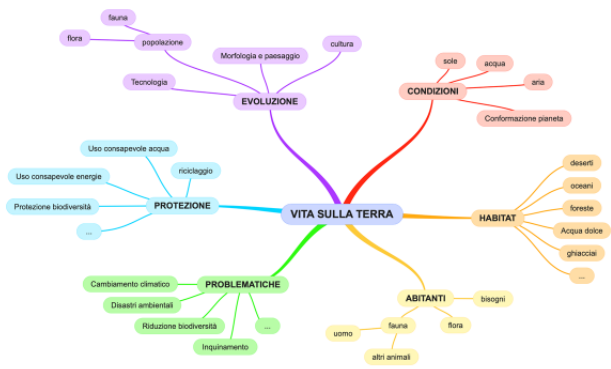 VITA SULLA TERRA
EVOLUZIONE
fauna
flora
popolazione
Tecnologia
Morfologia e paesaggio
cultura
CONDIZIONI
sole
acqua
aria
Conformazione pianeta
HABITAT
deserti
oceani
foreste
Acqua dolce
ghiacciai
...
ABITANTI
bisogni
flora
fauna
uomo
altri animali
PROBLEMATICHE
Cambiamento climatico
Disastri ambientali
Riduzione biodiversità
Inquinamento
...
PROTEZIONE
Uso consapevole acqua
riciclaggio
Uso consapevole energie
Protezione biodiversità
...